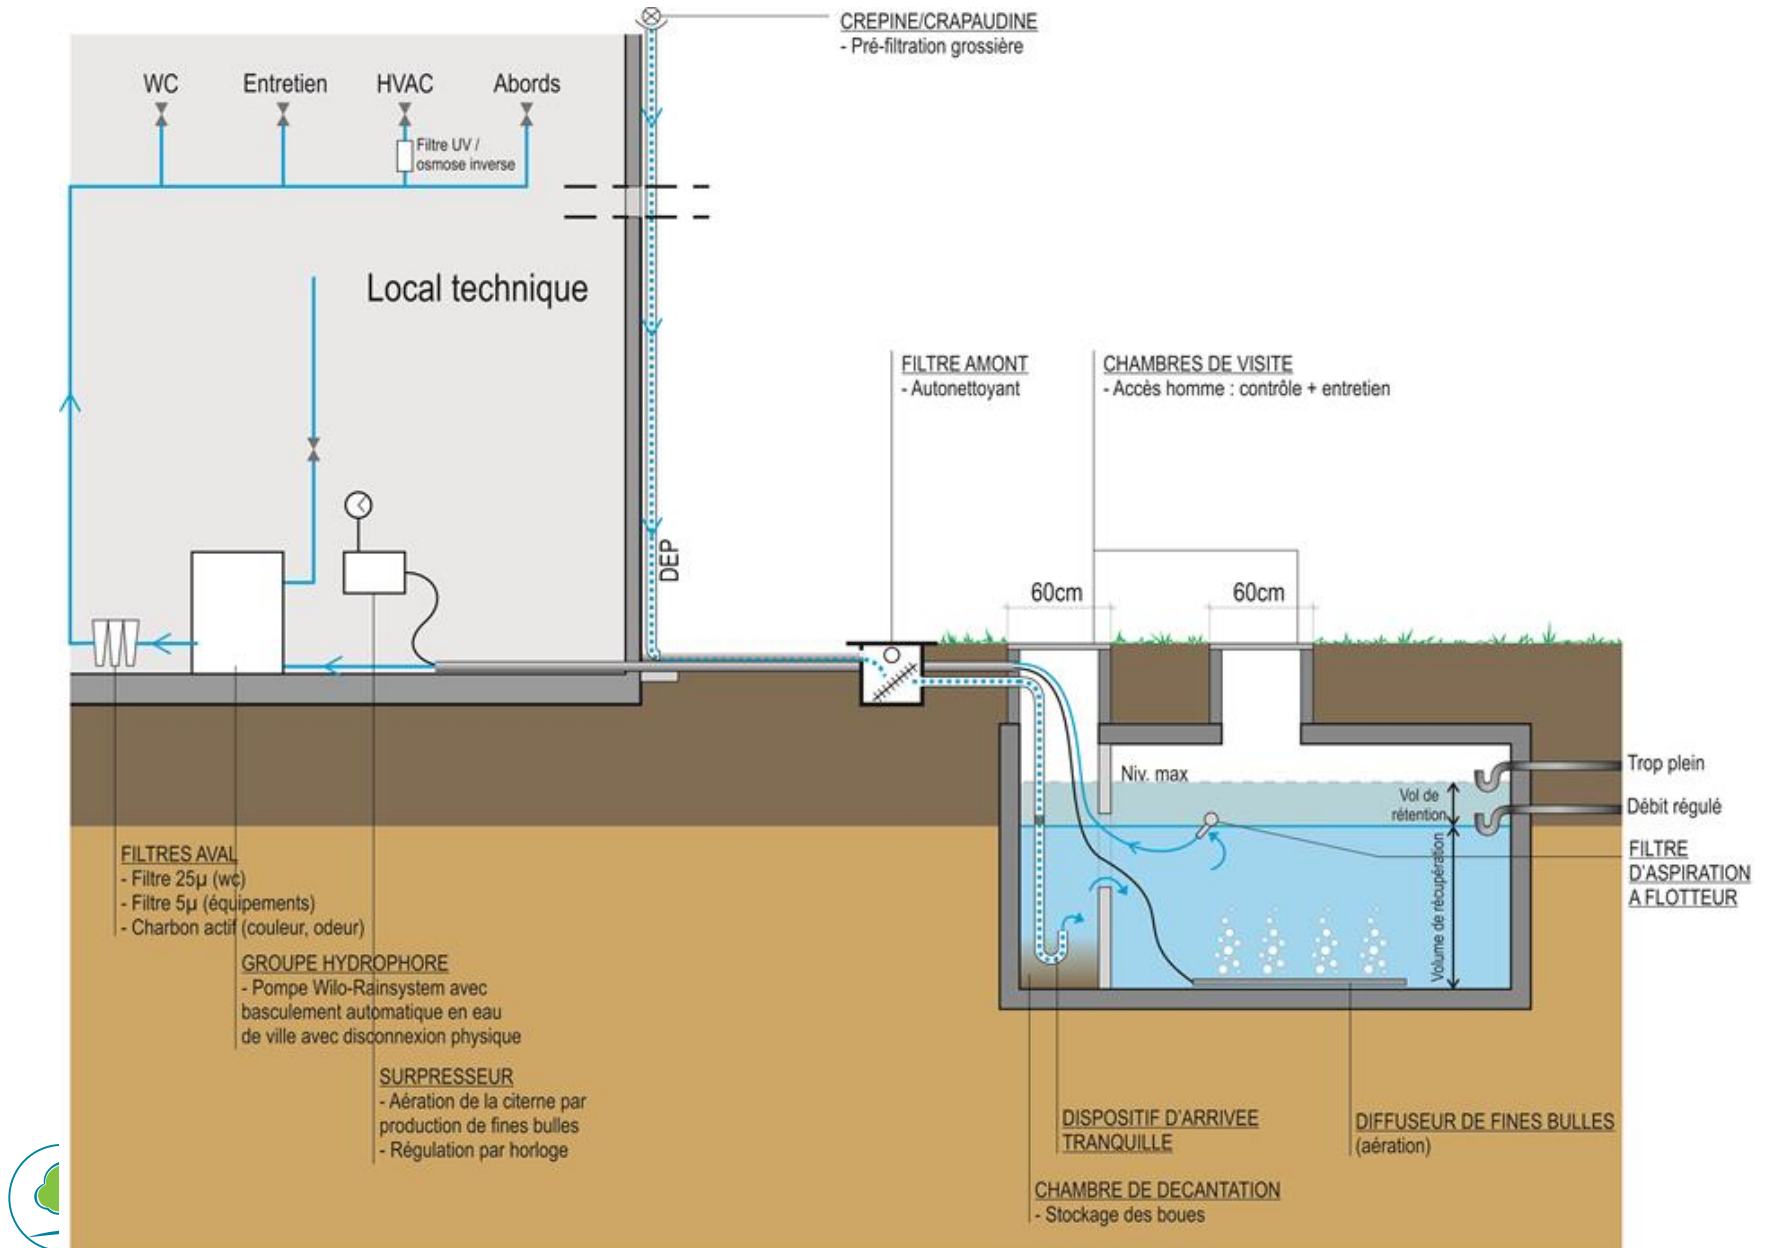 CREPINE/CRAPAUDINE
- Pré-filtration grossière
WC
Entretien
HVAC
Abords
Filtre UV /
osmose inverse
Local technique
FILTRE AMONT
- Autonettoyant
CHAMBRES DE VISITE
- Accès homme : contrôle + entretien
DEP
60cm
60cm
Niv. max
Vol de
rétention
Volume de récupération
Trop plein
Débit régulé
FILTRE
D'ASPIRATION
A FLOTTEUR
FILTRES AVAL
- Filtre 25µ (wc)
- Filtre 5µ (équipements)
- Charbon actif (couleur, odeur)
GROUPE HYDROPHORE
- Pompe Wilo-Rainsystem avec
basculement automatique en eau
de ville avec disconnexion physique
SURPRESSEUR
- Aération de la citerne par
production de fines bulles
- Régulation par horloge
DISPOSITIF D'ARRIVEE
TRANQUILLE
DIFFUSEUR DE FINES BULLES
(aération)
CHAMBRE DE DECANTATION
- Stockage des boues